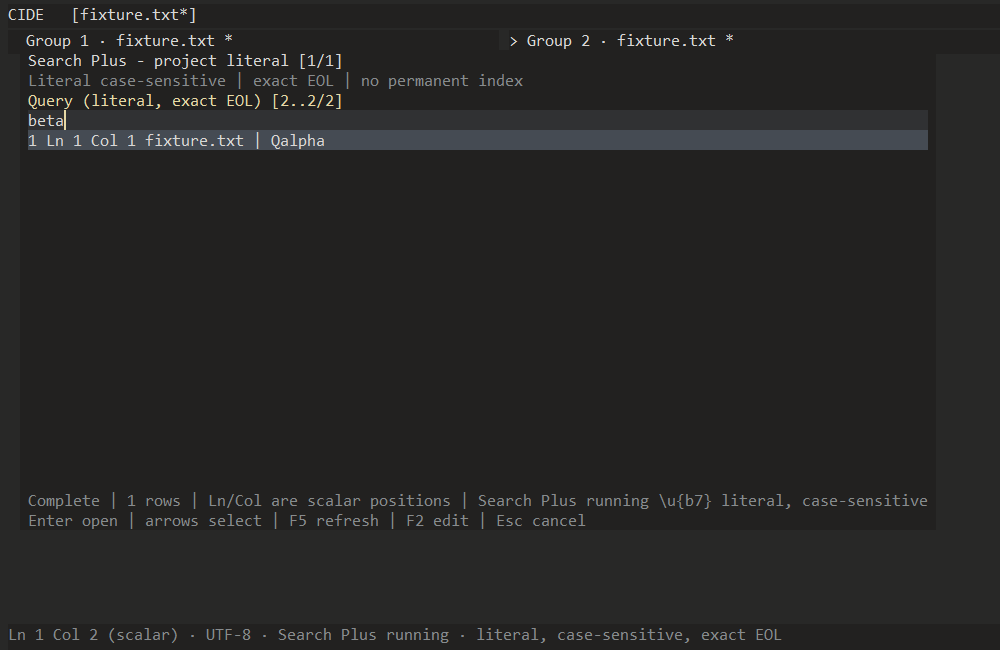 CIDE [fixture.txt*]
Group 1 · fixture.txt *
> Group 2 · fixture.txt *
Search Plus - project literal [1/1]
Literal case-sensitive | exact EOL | no permanent index
Query (literal, exact EOL) [2..2/2]
beta
1 Ln 1 Col 1 fixture.txt | Qalpha
Complete | 1 rows | Ln/Col are scalar positions | Search Plus running \u{b7} literal, case-sensitive
Enter open | arrows select | F5 refresh | F2 edit | Esc cancel
Ln 1 Col 2 (scalar) · UTF-8 · Search Plus running · literal, case-sensitive, exact EOL